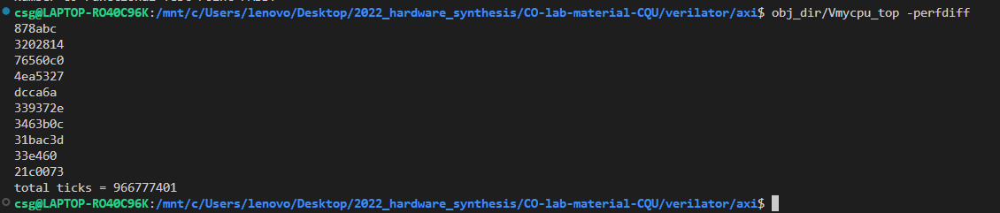 csg@LAPTOP-RO40C96K:/mnt/c/Users/lenovo/Desktop/2022_hardware_synthesis/CO-lab-material-CQU/verilator/axi$ obj_dir/Vmycpu_top -perfdiff
878abc
3202814
76560c0
4ea5327
dcca6a
339372e
3463b0c
31bac3d
33e460
21c0073
total ticks = 966777401
csg@LAPTOP-RO40C96K:/mnt/c/Users/lenovo/Desktop/2022_hardware_synthesis/CO-lab-material-CQU/verilator/axi$